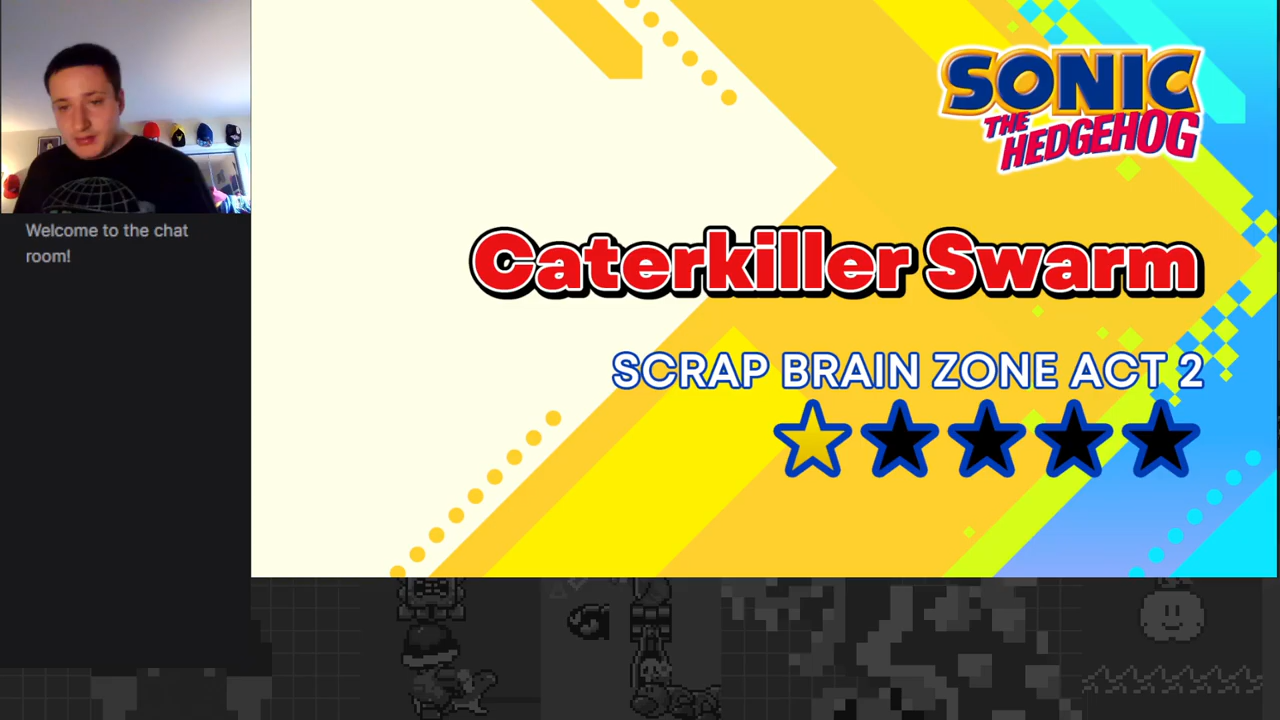 Welcome to the chat
room!
SONIC
THE
HEDGEHOG
Caterkiller Swarm
SCRAP BRAIN ZONE ACT 2